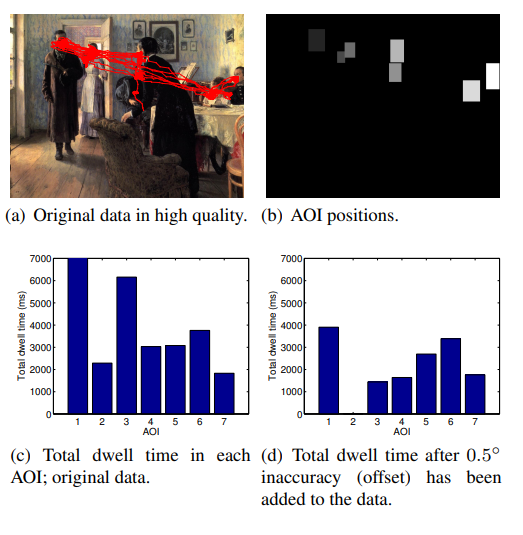 (a) Original data in high quality. (b) AOI positions.
7000
6000
5000
4000
3000
2000
1000
0
Total dwell time (ms)
1 2 3 4 5 6 7
AOI
7000
6000
5000
4000
3000
2000
1000
0
Total dwell time (ms)
1 2 3 4 5 6 7
AOI
(c) Total dwell time in each
AOI; original data.
(d) Total dwell time after 0.5°
inaccuracy (offset) has been
added to the data.